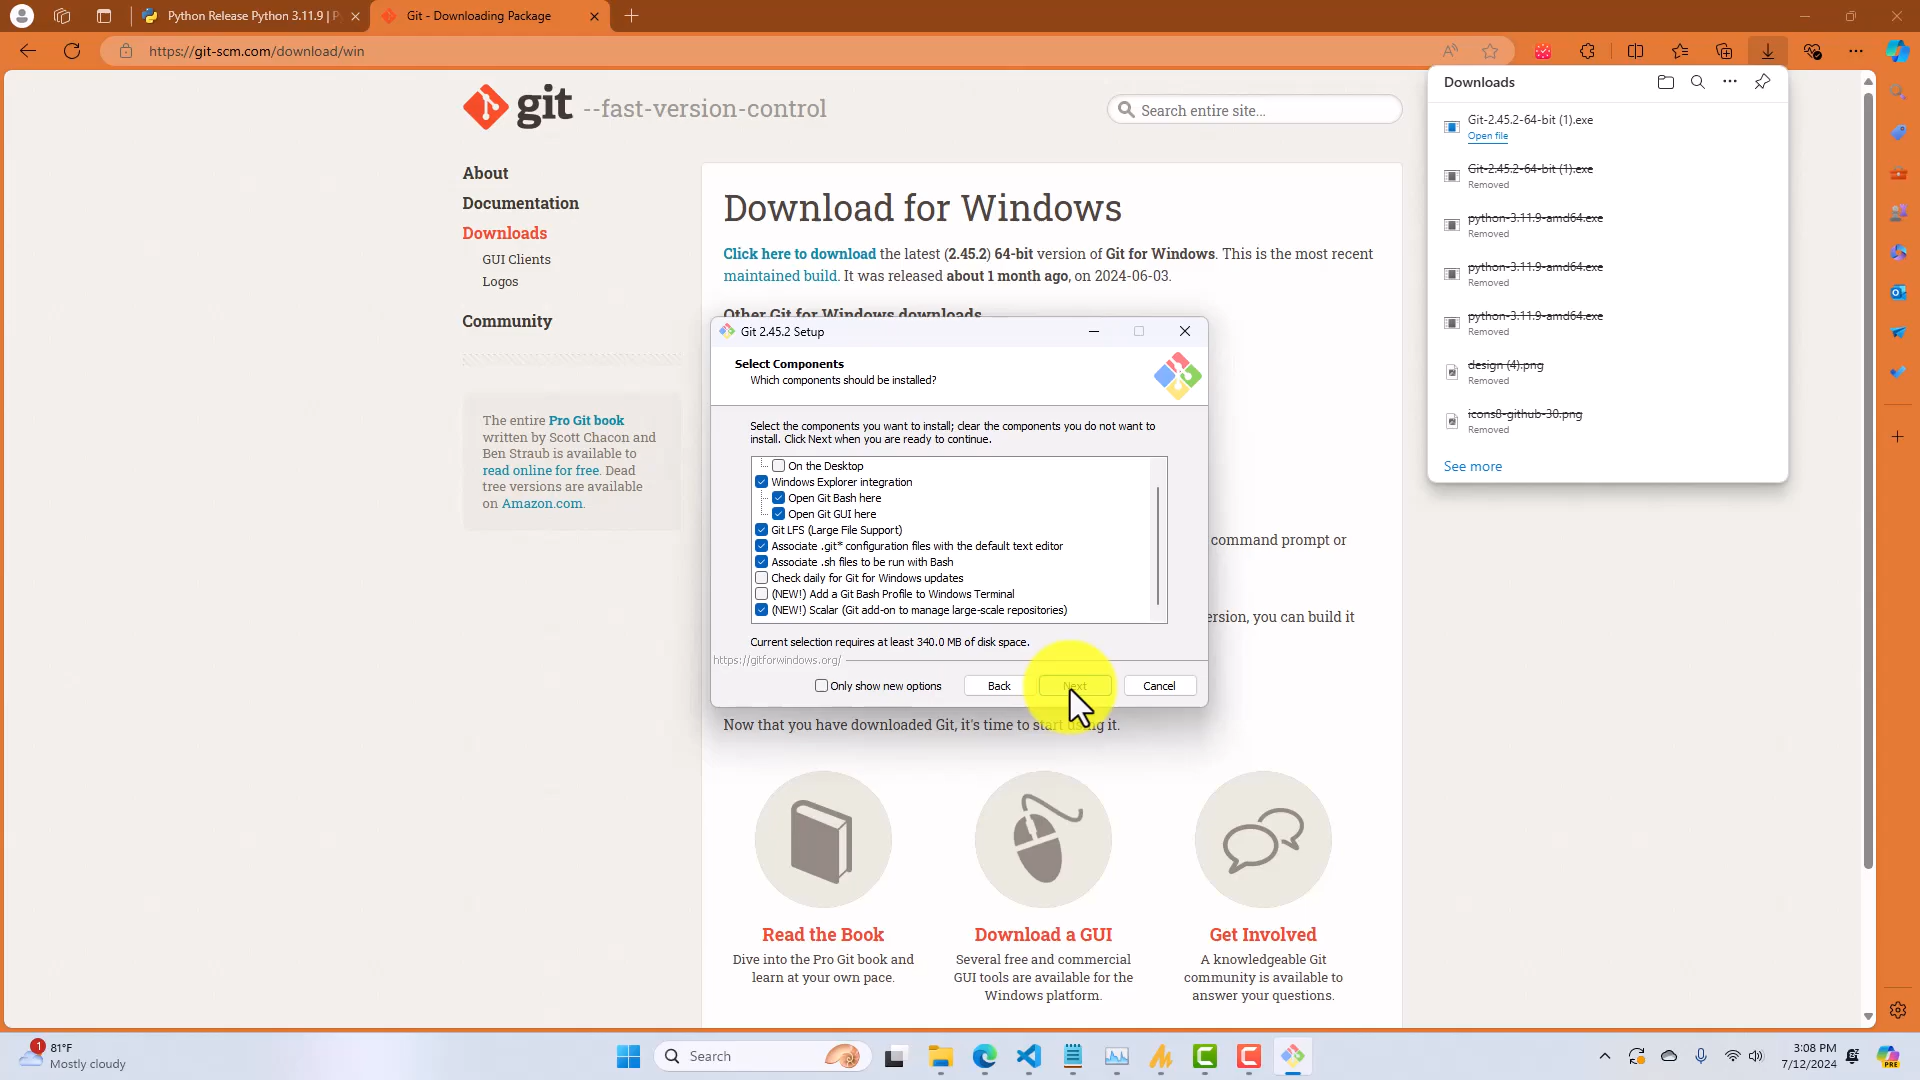 Python Release Python 3.11.9 | P
Git - Downloading Package
https://git-scm.com/download/win
git --fast-version-control
Search entire site...
About
Documentation
Downloads
GUI Clients
Logos
Community
The entire Pro Git book
written by Scott Chacon and
Ben Straub is available to
read online for free. Dead
tree versions are available
on Amazon.com.
Download for Windows
Click here to download the latest (2.45.2) 64-bit version of Git for Windows. This is the most recent
maintained build. It was released about 1 month ago, on 2024-06-03.
Other Git for Windows downloads
command prompt or
ersion, you can build it
Now that you have downloaded Git, it's time to start using it.
Git 2.45.2 Setup
Select Components
Which components should be installed?
Select the components you want to install; clear the components you do not want to
install. Click Next when you are ready to continue.
On the Desktop
Windows Explorer integration
Open Git Bash here
Open Git GUI here
Git LFS (Large File Support)
Associate .git* configuration files with the default text editor
Associate .sh files to be run with Bash
Check daily for Git for Windows updates
(NEW!) Add a Git Bash Profile to Windows Terminal
(NEW!) Scalar (Git add-on to manage large-scale repositories)
Current selection requires at least 340.0 MB of disk space.
https://gitforwindows.org/
Only show new options
Back
Next
Cancel
Downloads
Git-2.45.2-64-bit (1).exe
Open file
Git-2.45.2-64-bit (1).exe
Removed
python-3.11.9-amd64.exe
Removed
python-3.11.9-amd64.exe
Removed
python-3.11.9-amd64.exe
Removed
design (4).png
Removed
icons8-github-30.png
Removed
See more
Read the Book
Dive into the Pro Git book and
learn at your own pace.
Download a GUI
Several free and commercial
GUI tools are available for the
Windows platform.
Get Involved
A knowledgeable Git
community is available to
answer your questions.
1
81°F
Mostly cloudy
Search
3:08 PM
7/12/2024
PRE